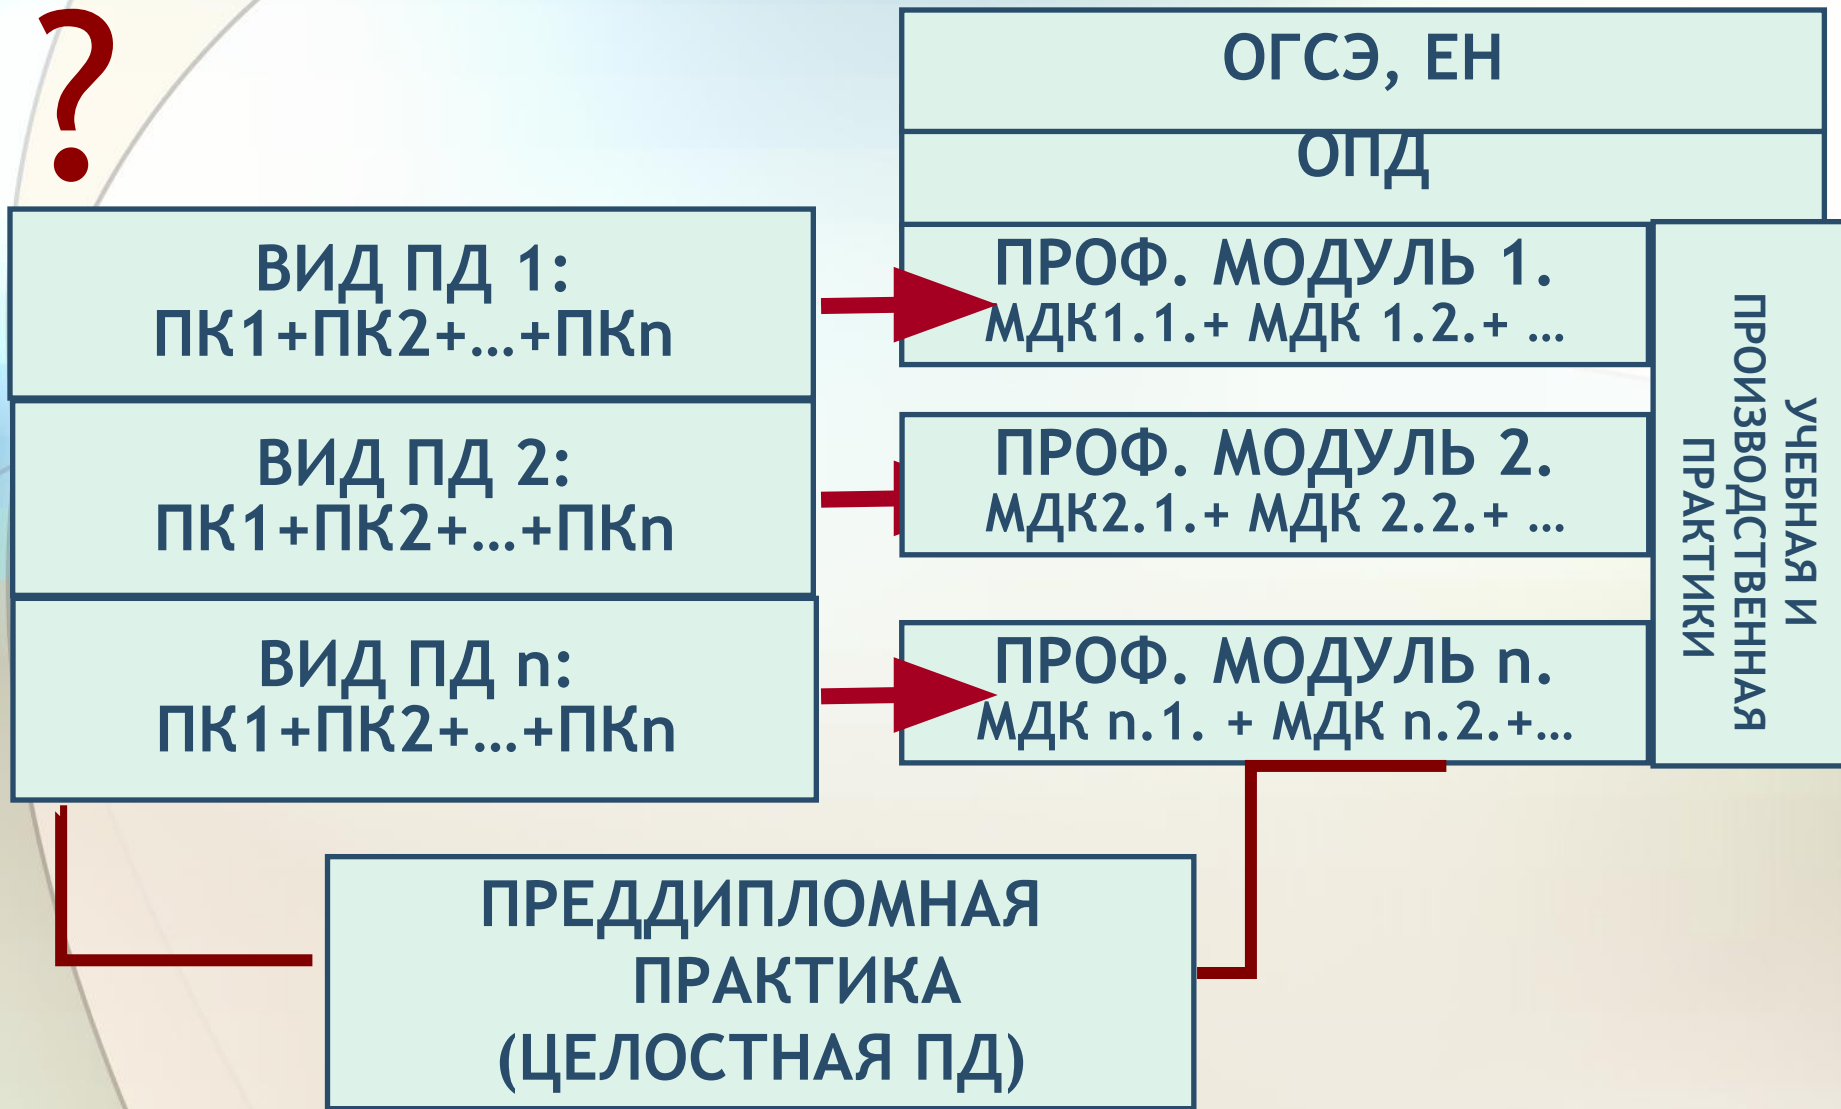 ?
ОГСЭ, ЕН
ОПД
ВИД ПД 1:
ПК1+ПК2+…+ПКn
ПРОФ. МОДУЛЬ 1.
МДК1.1.+ МДК 1.2.+ …
ВИД ПД 2:
ПК1+ПК2+…+ПКn
ПРОФ. МОДУЛЬ 2.
МДК2.1.+ МДК 2.2.+ …
ВИД ПД n:
ПК1+ПК2+…+ПКn
ПРОФ. МОДУЛЬ n.
МДК n.1. + МДК n.2.+…
УЧЕБНАЯ И
ПРОИЗВОДСТВЕННАЯ
ПРАКТИКИ
ПРЕДДИПЛОМНАЯ
ПРАКТИКА
(ЦЕЛОСТНАЯ ПД)